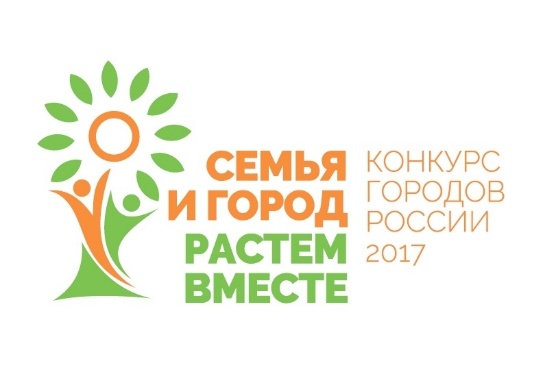 СЕМЬЯ
И ГОРОД
РАСТЕМ
ВМЕСТЕ
КОНКУРС
ГОРОДОВ
РОССИИ
2017